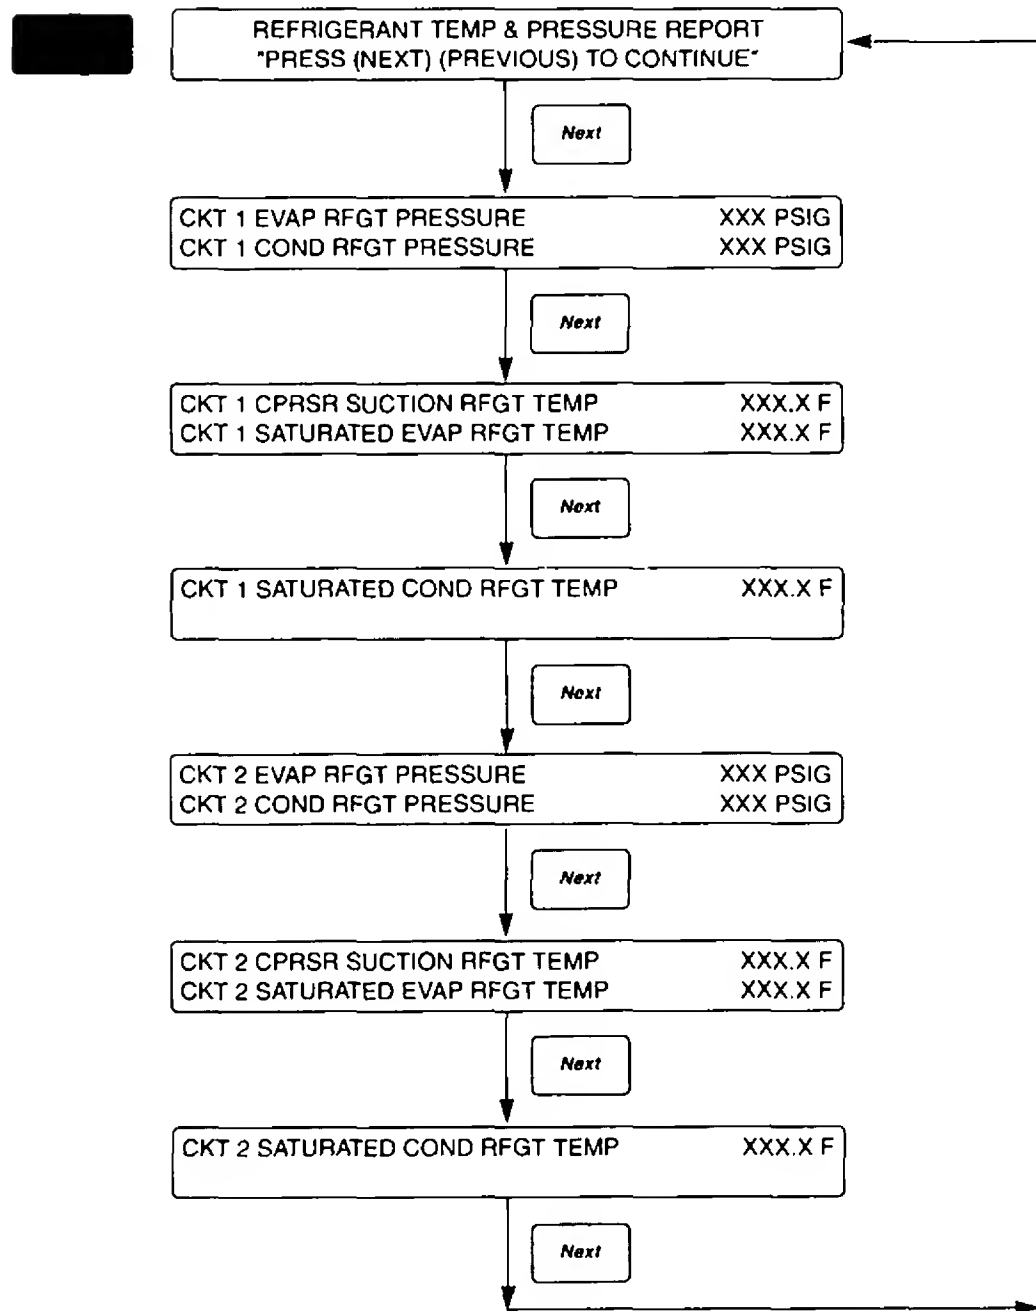 REFRIGERANT TEMP & PRESSURE REPORT
"PRESS (NEXT) (PREVIOUS) TO CONTINUE"
Next
CKT 1 EVAP RFGT PRESSURE XXX PSIG
CKT 1 COND RFGT PRESSURE XXX PSIG
Next
CKT 1 CPRSR SUCTION RFGT TEMP XXX.X F
CKT 1 SATURATED EVAP RFGT TEMP XXX.X F
Next
CKT 1 SATURATED COND RFGT TEMP XXX.X F
Next
CKT 2 EVAP RFGT PRESSURE XXX PSIG
CKT 2 COND RFGT PRESSURE XXX PSIG
Next
CKT 2 CPRSR SUCTION RFGT TEMP XXX.X F
CKT 2 SATURATED EVAP RFGT TEMP XXX.X F
Next
CKT 2 SATURATED COND RFGT TEMP XXX.X F
Next